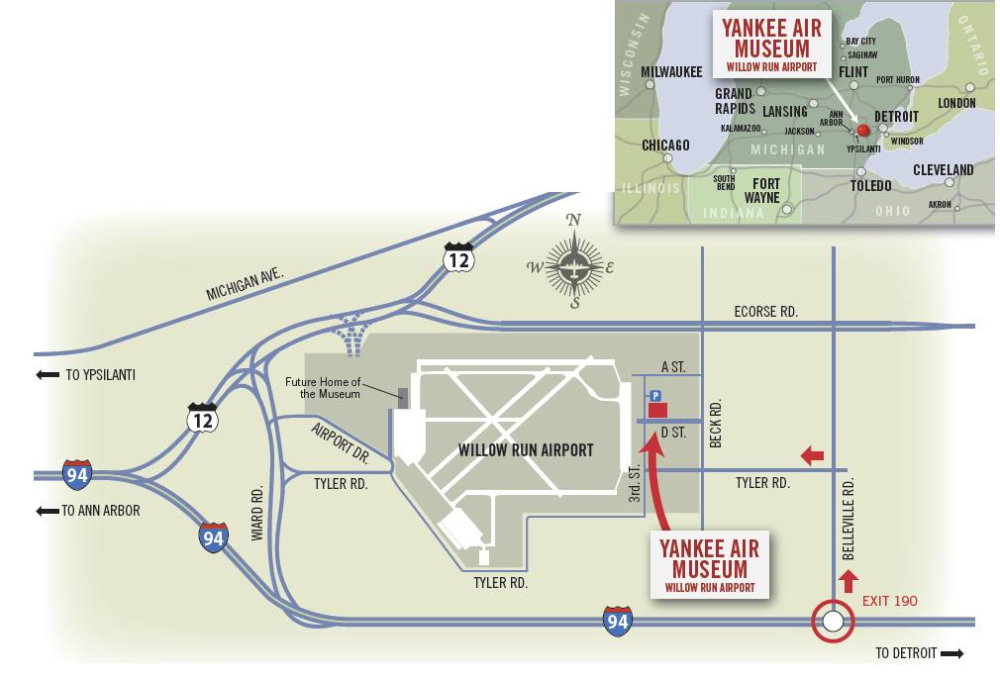 WISCONSIN
YANKEE AIR
MUSEUM
WILLOW RUN AIRPORT
ONTARIO
BAY CITY
SAGINAW
MILWAUKEE
FLINT
PORT HURON
GRAND
RAPIDS
LANSING
LONDON
ANN
ARBOR
DETROIT
KALAMAZOO
JACKSON
WINDSOR
YPSILANTI
MICHIGAN
CHICAGO
CLEVELAND
SOUTH
BEND
FORT
WAYNE
TOLEDO
ILLINOIS
INDIANA
OHIO
AKRON
N
W
E
S
12
MICHIGAN AVE.
ECORSE RD.
TO YPSILANTI
A ST.
Future Home of
the Museum
P
12
AIRPORT DR.
BECK RD.
D ST.
WILLOW RUN AIRPORT
94
TYLER RD.
3rd. ST.
TYLER RD.
TO ANN ARBOR
WIARD RD.
BELLEVILLE RD.
94
YANKEE AIR
MUSEUM
WILLOW RUN AIRPORT
TYLER RD.
EXIT 190
94
TO DETROIT